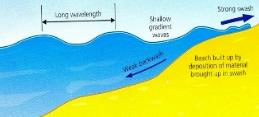 Strong swash
Long wavelength
Shallow
gradient
waves
Weak backwash
Beach built up by
deposition of material
brought up in swash